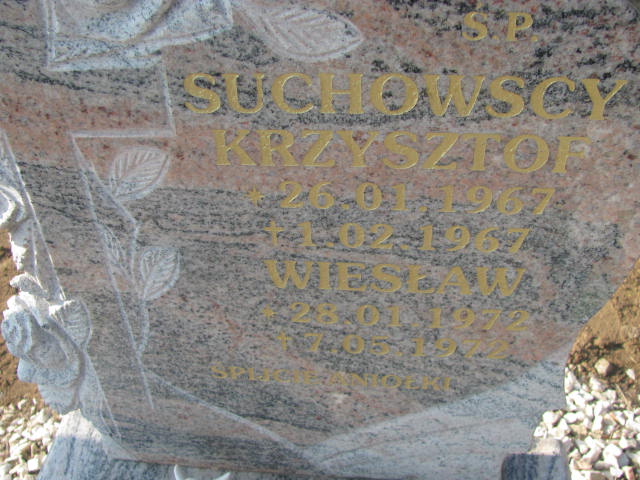 Ś.P.
SUCHOWSCY
KRZYSZTOF
* 26.01.1967
† 1.02.1967
WIESŁAW
* 28.01.1972
† 7.05.1972
ŚPIJCIE ANIOŁKI